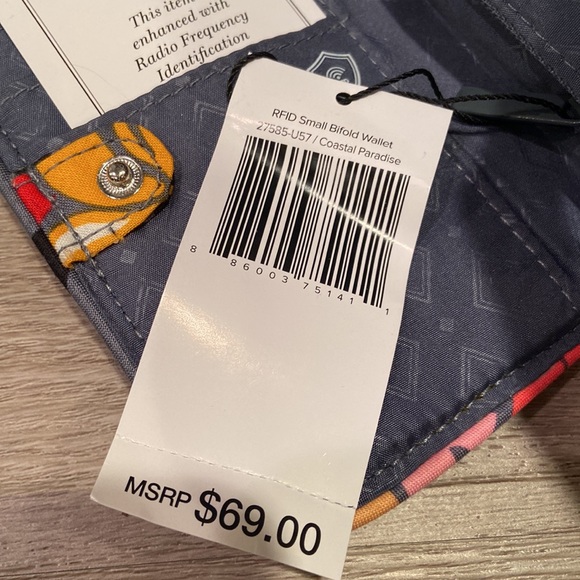 This item
enhanced with
Radio Frequency
Identification
RFID Small Bifold Wallet
27585-U57 / Coastal Paradise
8 86003 75141 1
MSRP $69.00